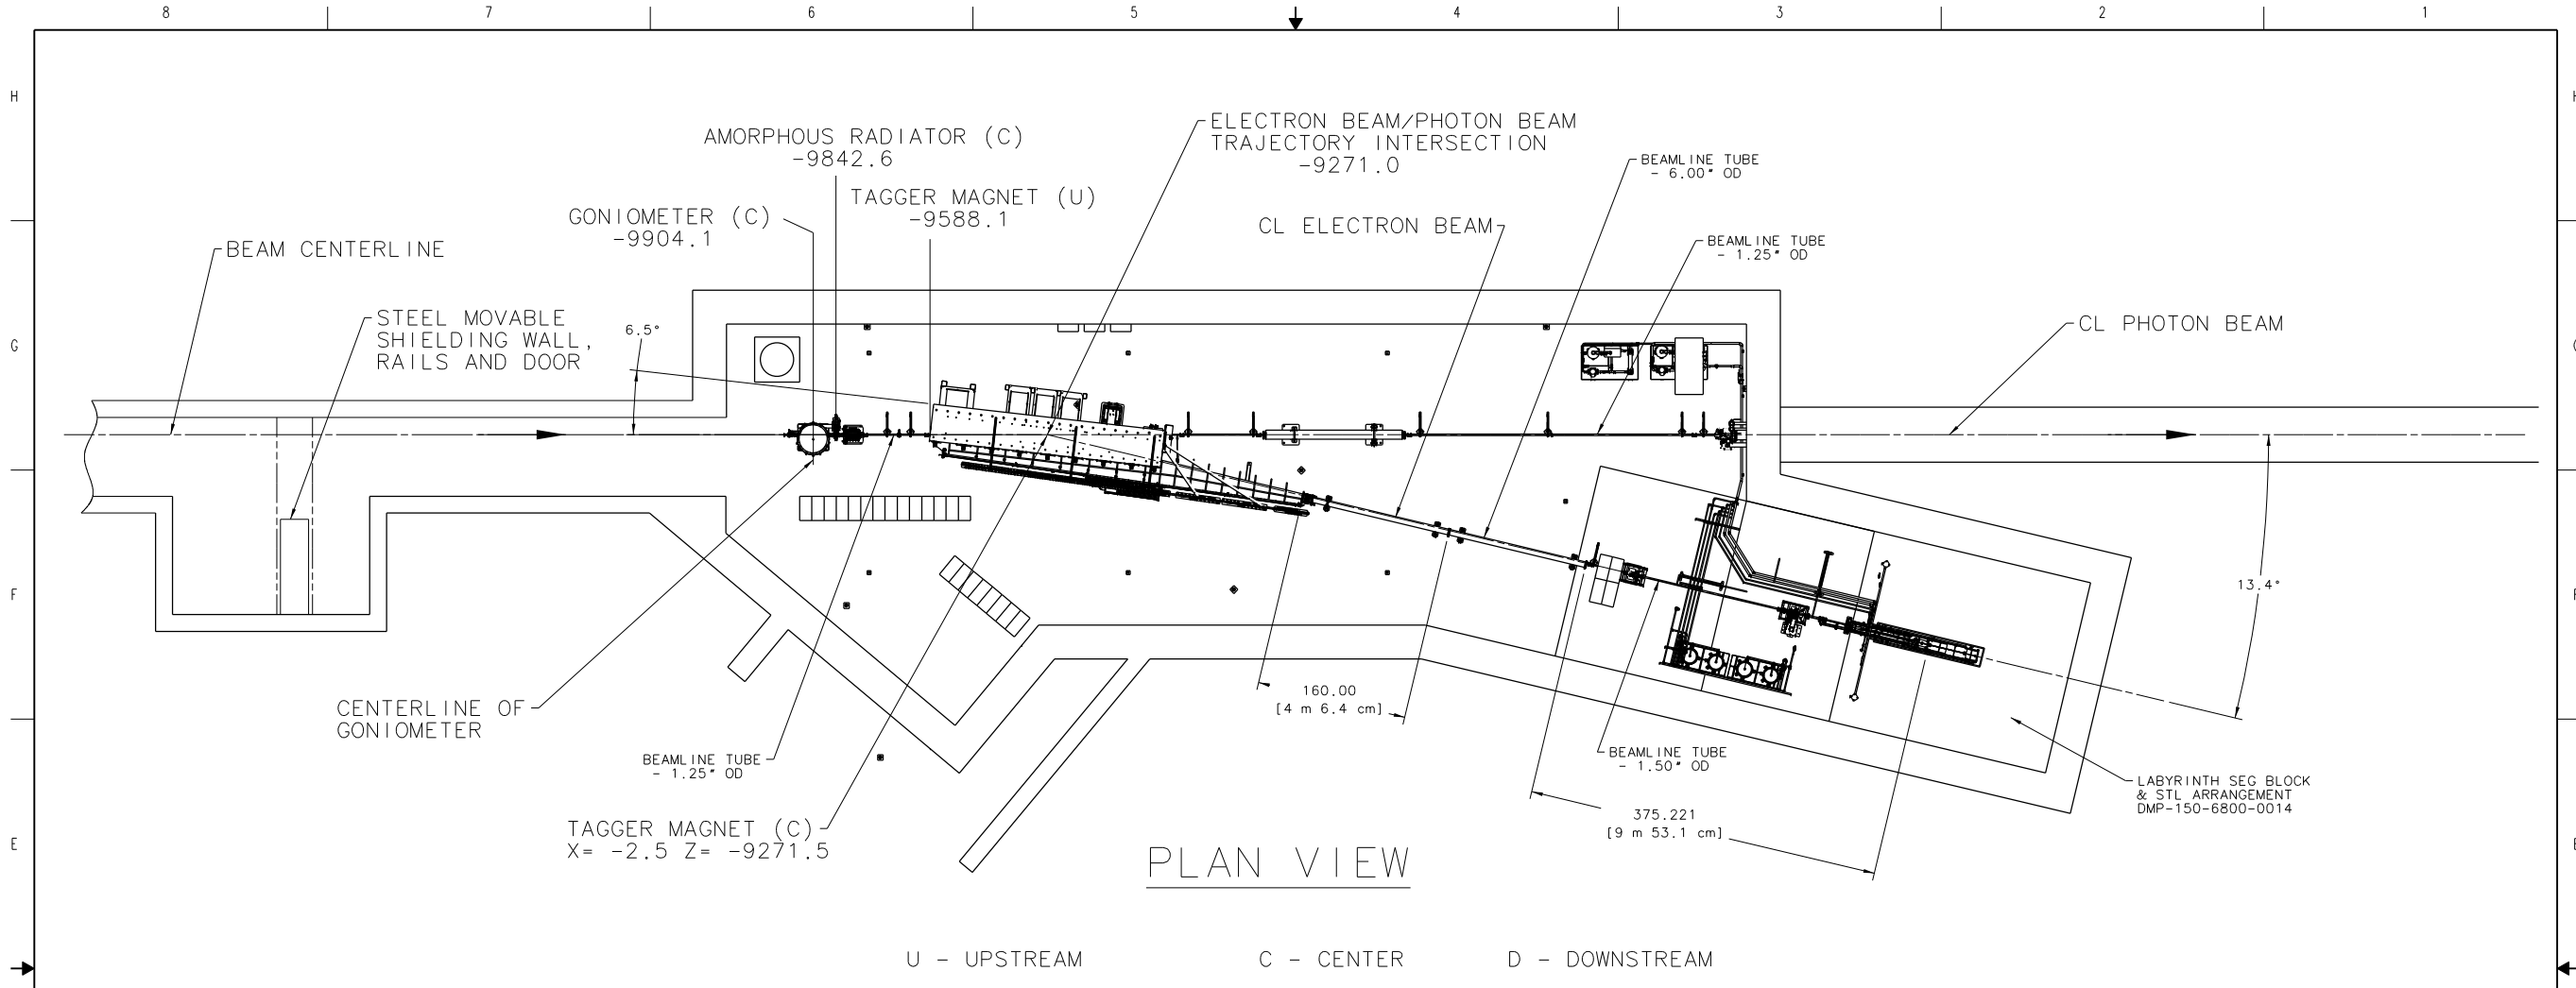 8 7 6 5 4 3 2 1
H
G
F
E
AMORPHOUS RADIATOR (C)
-9842.6
ELECTRON BEAM/PHOTON BEAM
TRAJECTORY INTERSECTION
-9271.0
BEAMLINE TUBE
- 6.00" OD
TAGGER MAGNET (U)
-9588.1
GONIOMETER (C)
-9904.1
CL ELECTRON BEAM
BEAMLINE TUBE
- 1.25" OD
BEAM CENTERLINE
STEEL MOVABLE
SHIELDING WALL,
RAILS AND DOOR
6.5°
CL PHOTON BEAM
13.4°
CENTERLINE OF
GONIOMETER
160.00
[4 m 6.4 cm]
BEAMLINE TUBE
- 1.25" OD
BEAMLINE TUBE
- 1.50" OD
LABYRINTH SEG BLOCK
& STL ARRANGEMENT
DMP-150-6800-0014
375.221
[9 m 53.1 cm]
TAGGER MAGNET (C)
X= -2.5 Z= -9271.5
PLAN VIEW
U - UPSTREAM
C - CENTER
D - DOWNSTREAM